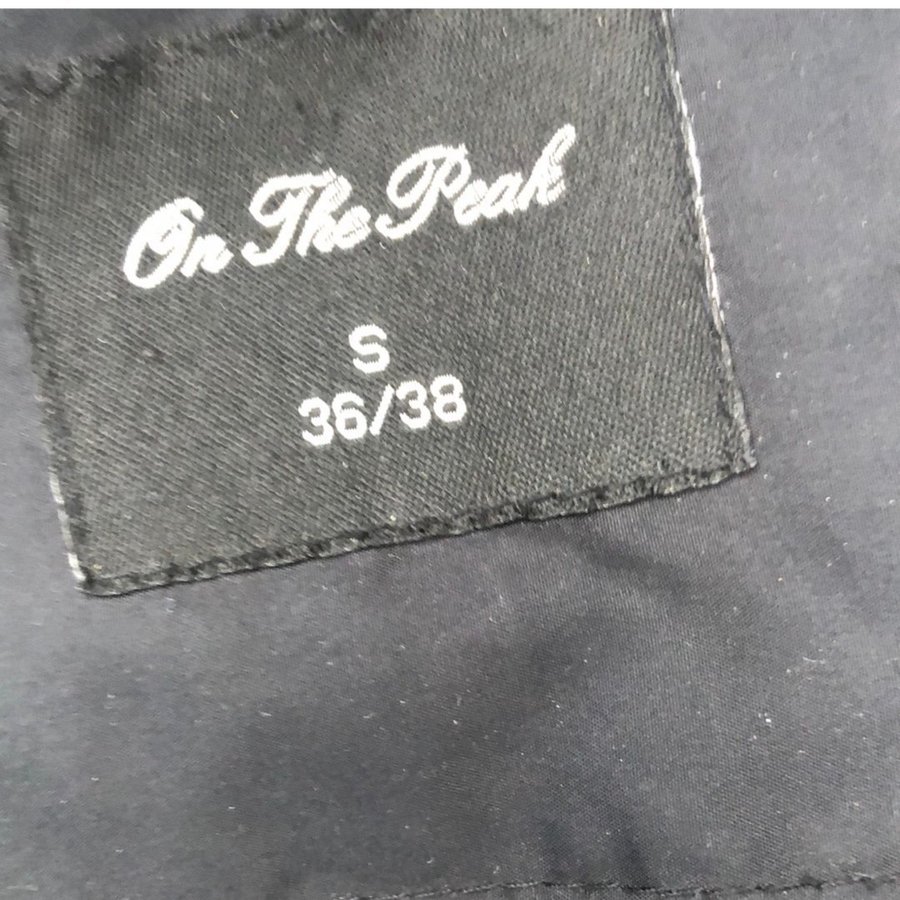 On The Peak
S
36/38